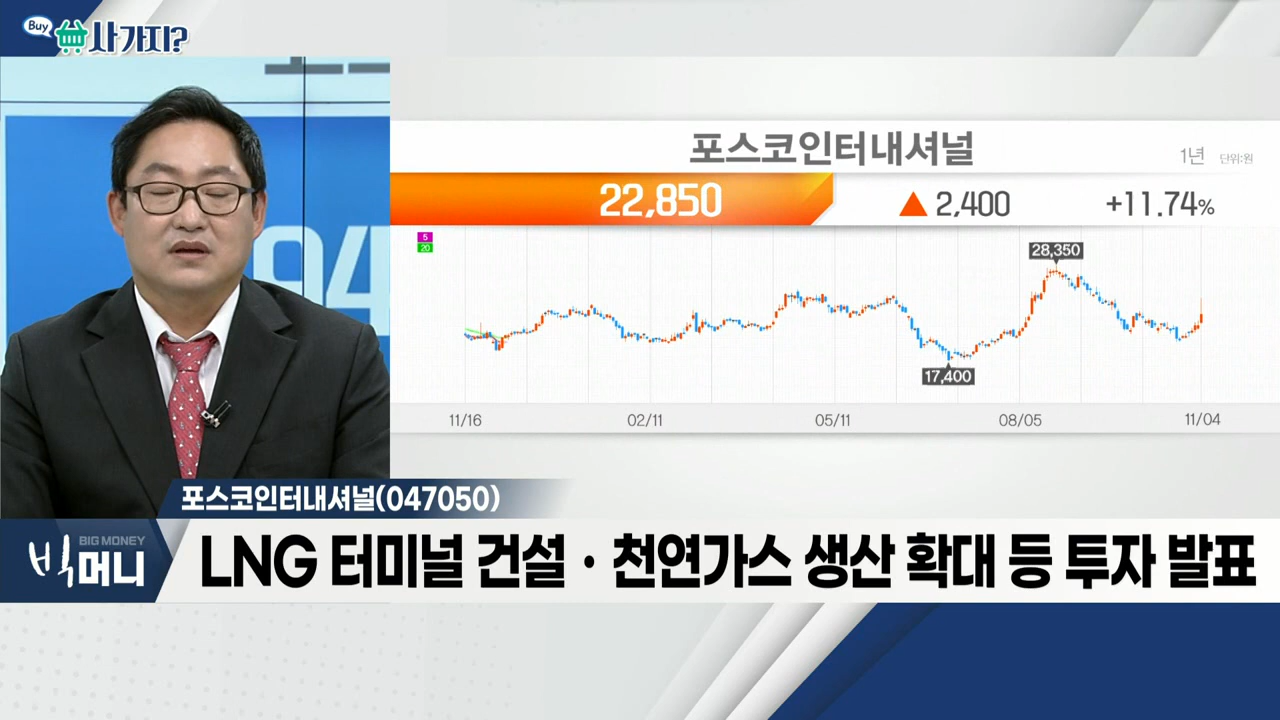 Buy
사가지?
포스코인터내셔널
1년 단위:원
22,850 ▲ 2,400 +11.74%
5
20
28,350
17,400
11/16 02/11 05/11 08/05 11/04
94
포스코인터내셔널(047050)
BIG MONEY
빅머니
LNG 터미널 건설·천연가스 생산 확대 등 투자 발표